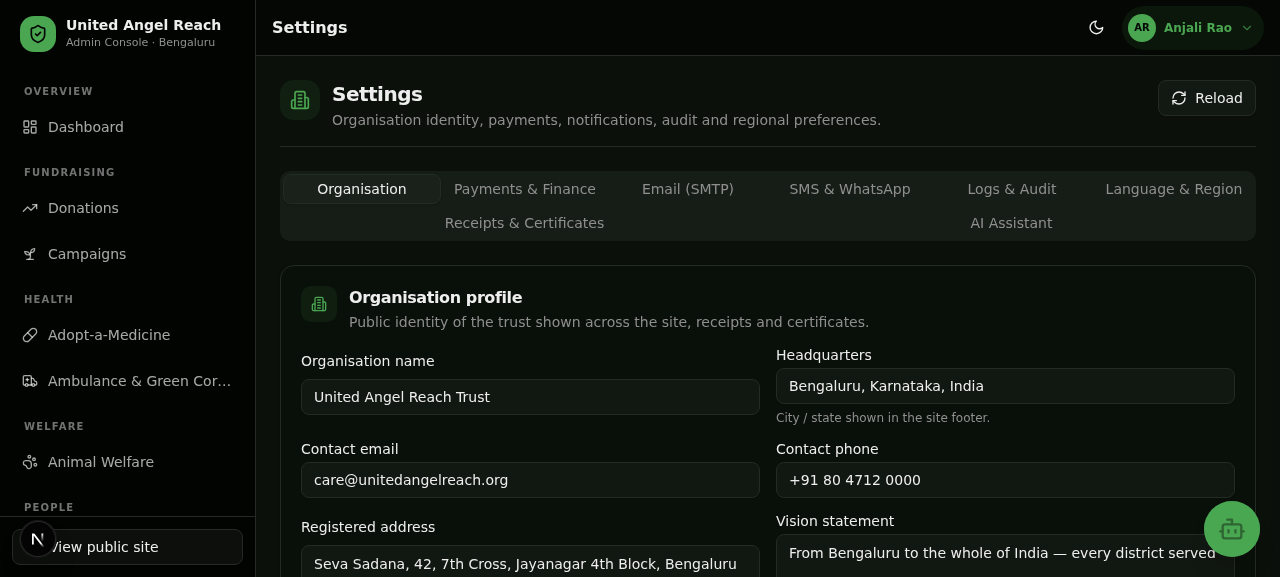 United Angel Reach
Admin Console · Bengaluru
OVERVIEW
Dashboard
FUNDRAISING
Donations
Campaigns
HEALTH
Adopt-a-Medicine
Ambulance & Green Cor...
WELFARE
Animal Welfare
PEOPLE
N
View public site
Settings
AR
Anjali Rao
Settings
Organisation identity, payments, notifications, audit and regional preferences.
Reload
Organisation
Payments & Finance
Email (SMTP)
SMS & WhatsApp
Logs & Audit
Language & Region
Receipts & Certificates
AI Assistant
Organisation profile
Public identity of the trust shown across the site, receipts and certificates.
Organisation name
United Angel Reach Trust
Headquarters
Bengaluru, Karnataka, India
City / state shown in the site footer.
Contact email
care@unitedangelreach.org
Contact phone
+91 80 4712 0000
Registered address
Seva Sadana, 42, 7th Cross, Jayanagar 4th Block, Bengaluru
Vision statement
From Bengaluru to the whole of India — every district served